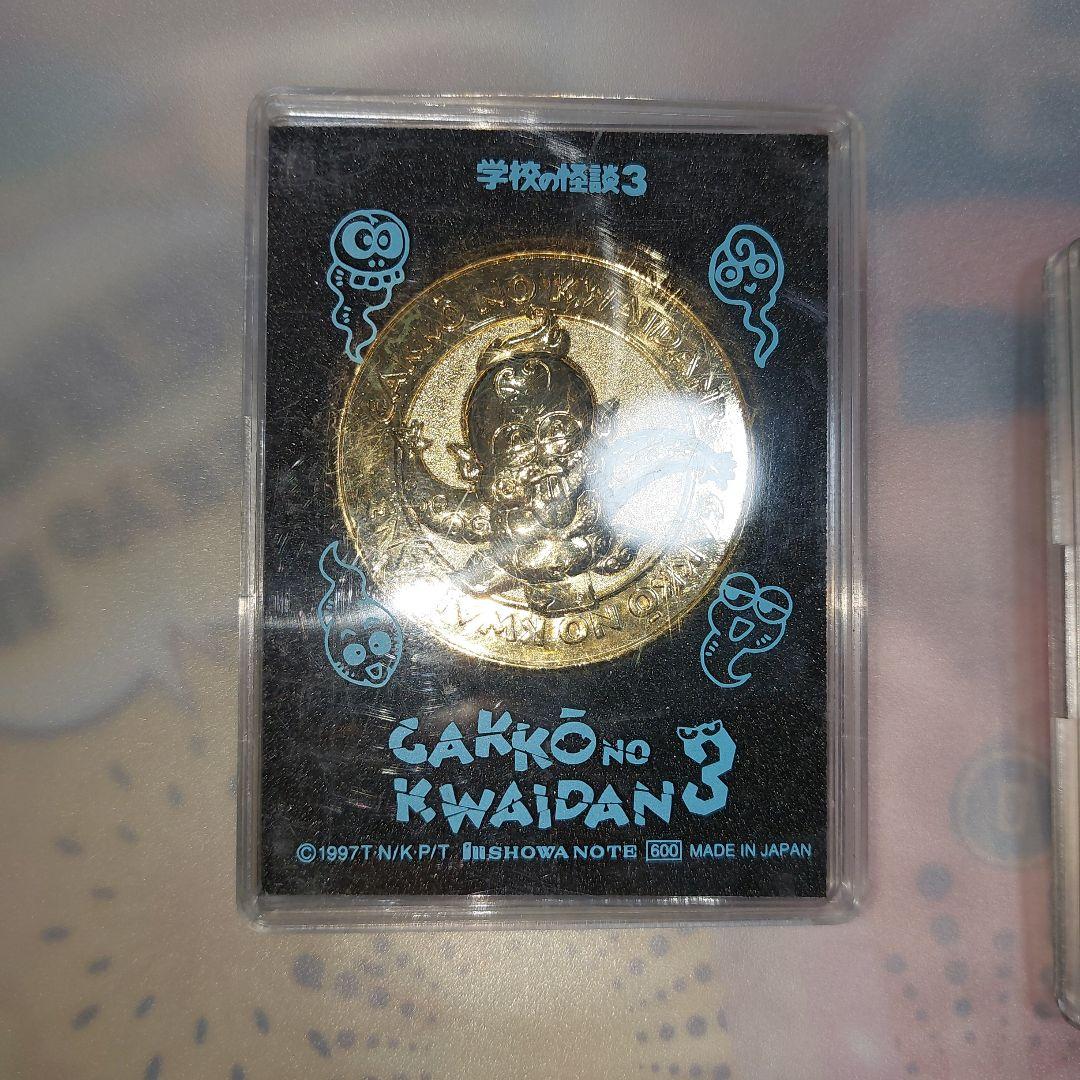 学校の怪談3
GAKKŌ NO KWAIDAN
GAKKŌ NO KWAIDAN 3
©1997T·N/K·P/T SHOWA NOTE 600 MADE IN JAPAN